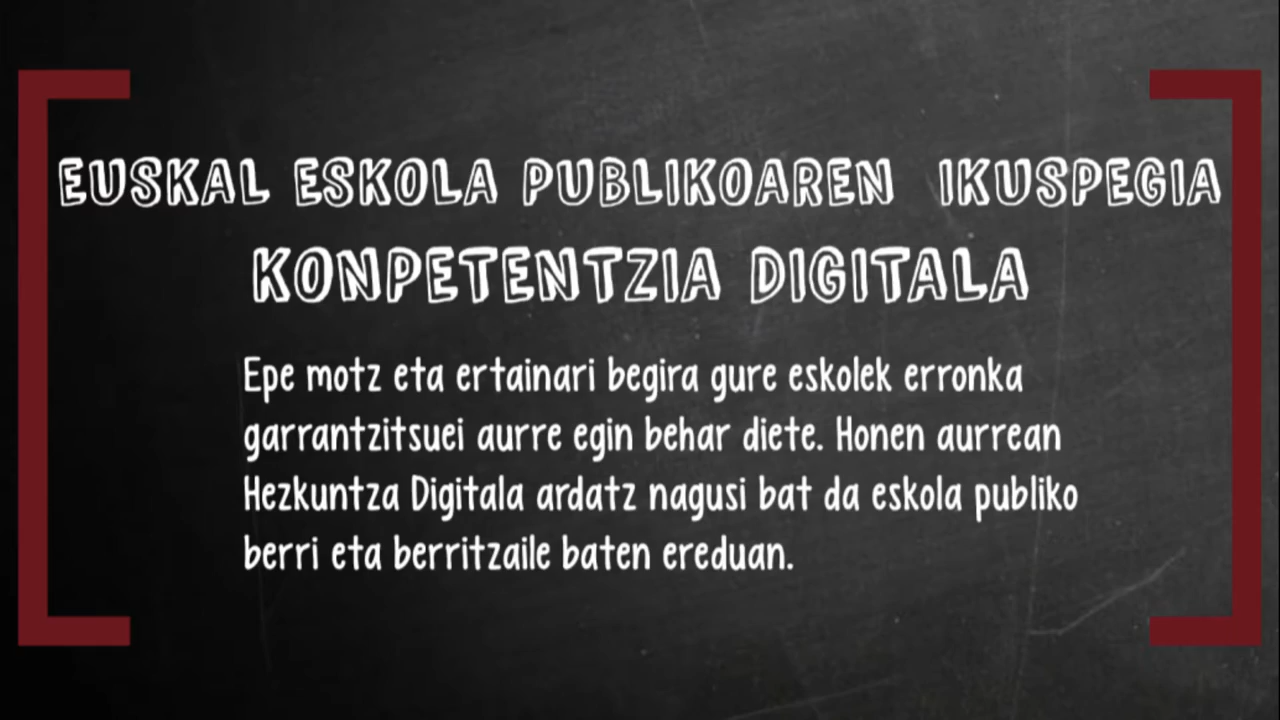 EUSKAL ESKOLA PUBLIKOAREN IKUSPEGIA
KONPETENTZIA DIGITALA
Epe motz eta ertainari begira gure eskolek erronka
garrantzitsuei aurre egin behar diete. Honen aurrean
Hezkuntza Digitala ardatz nagusi bat da eskola publiko
berri eta berritzaile baten ereduan.